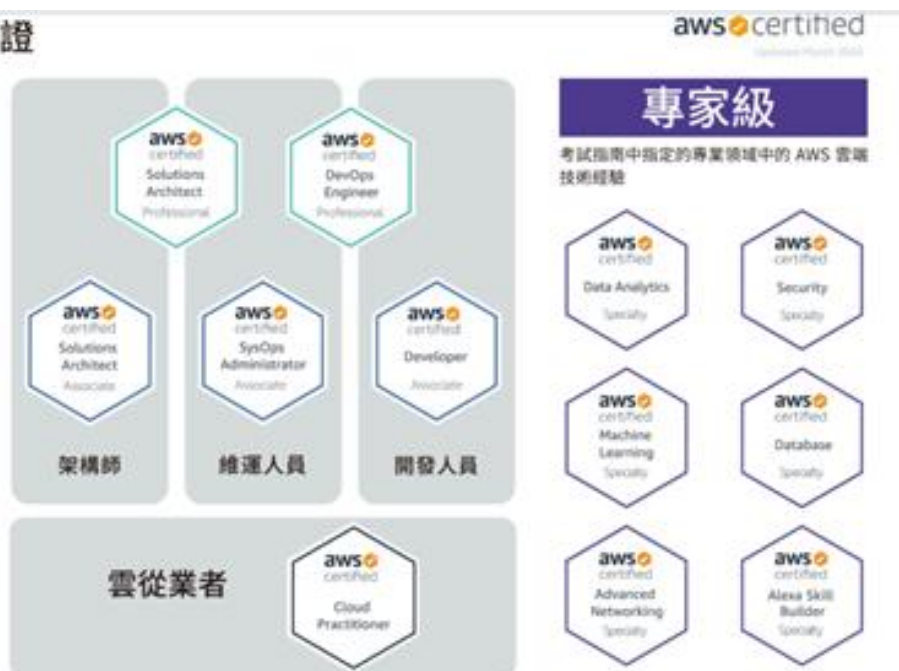 證
aws certified
aws
certified
Solutions
Architect
Professional
aws
certified
DevOps
Engineer
Professional
aws
certified
Solutions
Architect
Associate
aws
certified
SysOps
Administrator
Associate
aws
certified
Developer
Associate
架構師
維運人員
開發人員
雲從業者
aws
certified
Cloud
Practitioner
專家級
考試指南中指定的專業領域中的 AWS 雲端
技術經驗
aws
certified
Data Analytics
Specialty
aws
certified
Security
Specialty
aws
certified
Machine
Learning
Specialty
aws
certified
Database
Specialty
aws
certified
Advanced
Networking
Specialty
aws
certified
Alexa Skill
Builder
Specialty